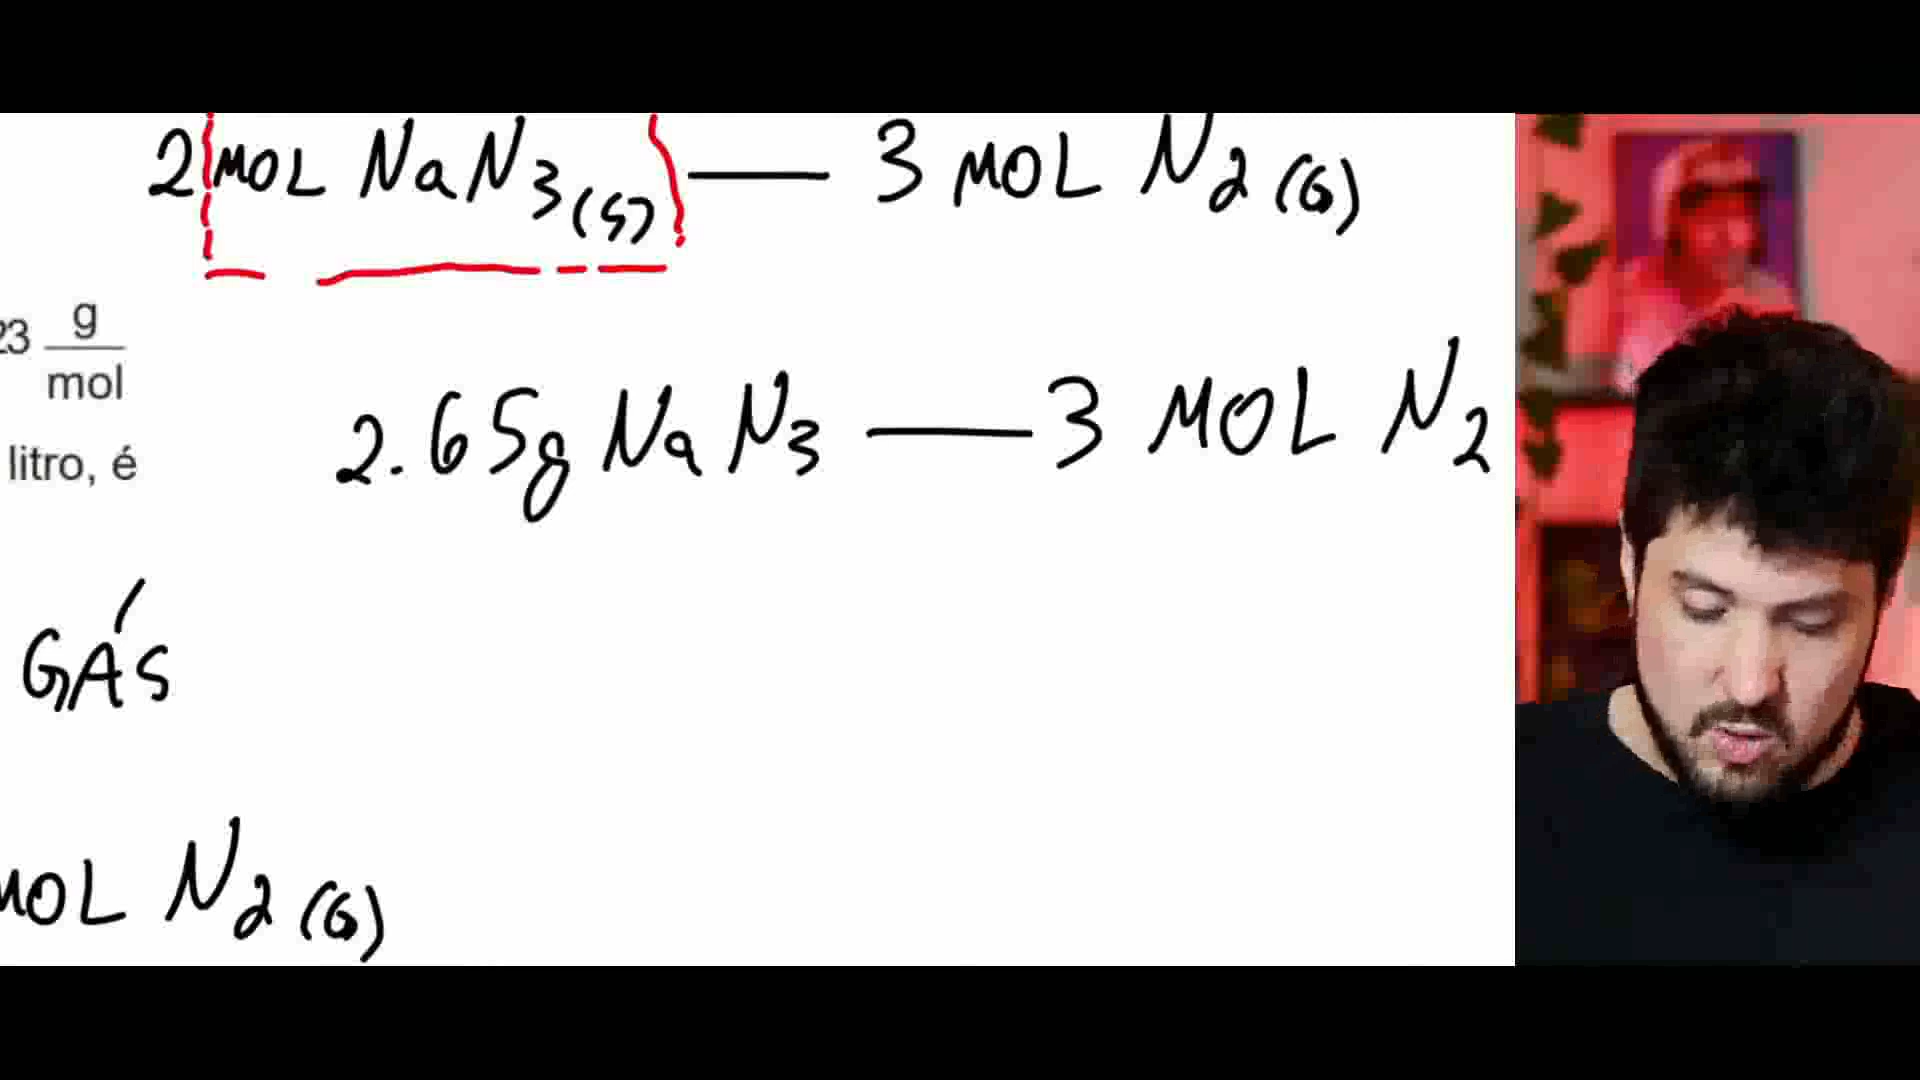 2 MOL NaN3(S) — 3 MOL N2(G)
23 g/mol
2.65g NaN3 — 3 MOL N2
litro, é
GÁS
MOL N2(G)